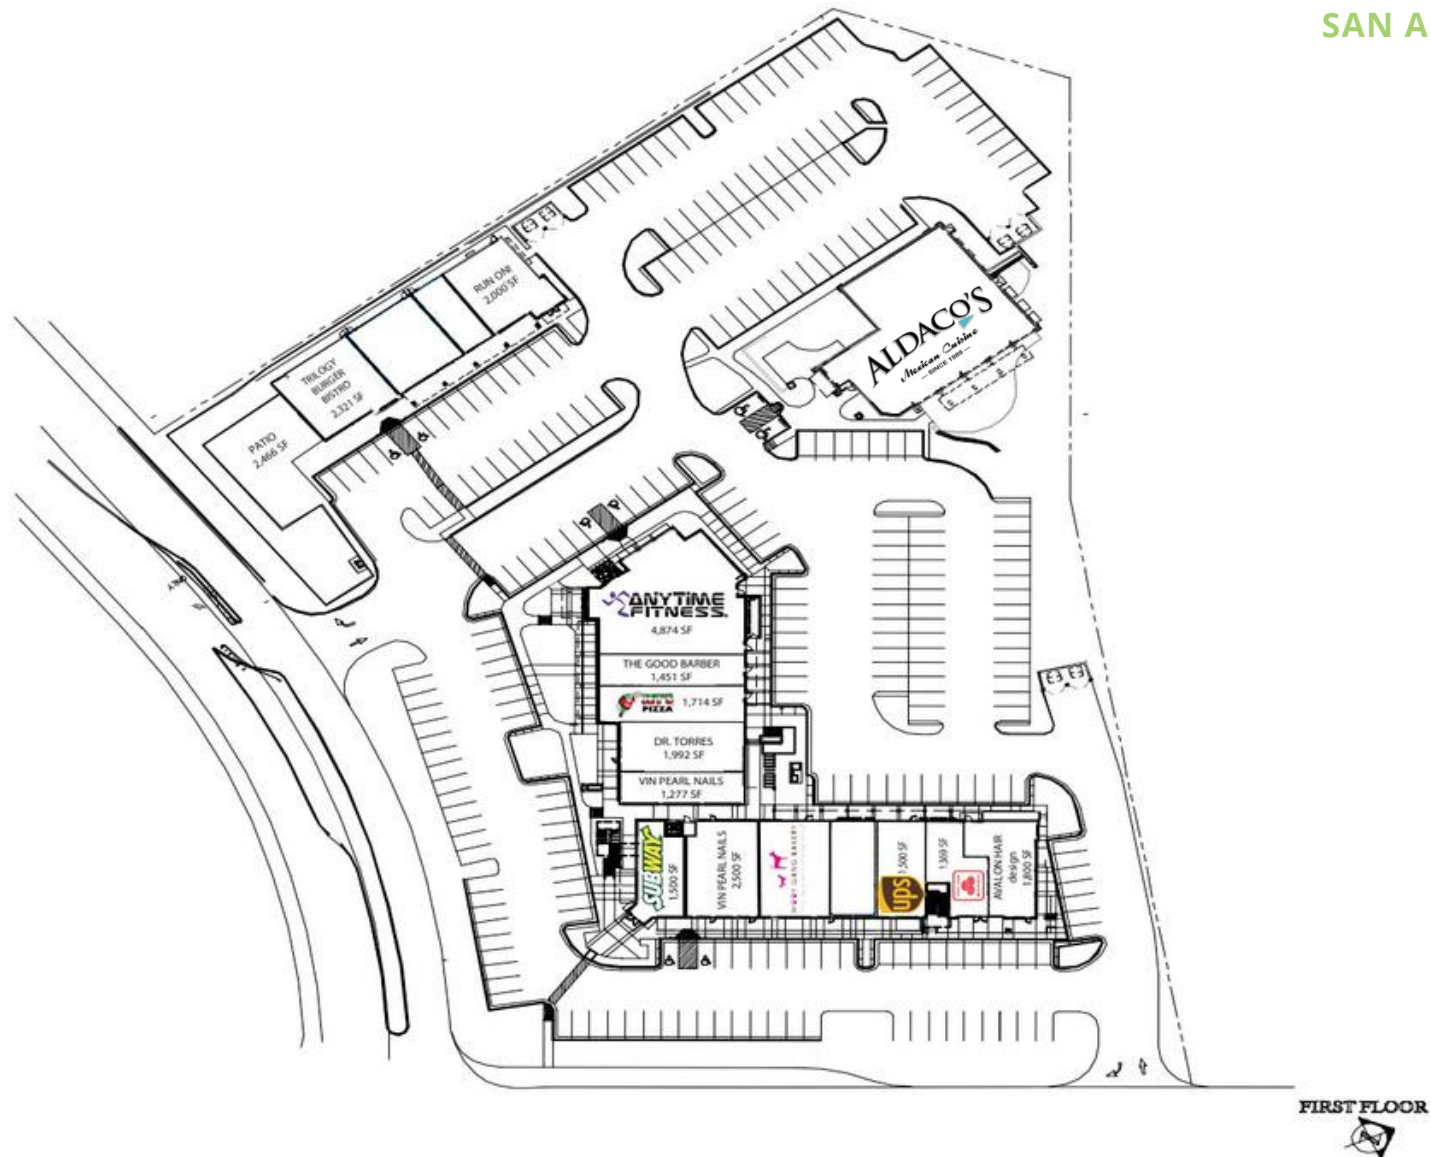 SAN A
RUN ON!
2,000 SF
TRILOGY
BURGER
BISTRO
2,321 SF
PATIO
2,466 SF
ALDACO'S
Mexican Cuisine
SINCE 1989
ANYTIME
FITNESS.
4,874 SF
THE GOOD BARBER
1,451 SF
PIZZA
1,714 SF
DR. TORRES
1,992 SF
VIN PEARL NAILS
1,277 SF
SUBWAY
1,500 SF
VIN PEARL NAILS
2,500 SF
ups
1,500 SF
1,369 SF
AVALON HAIR
design
1,800 SF
ONLY
FIRST FLOOR
N